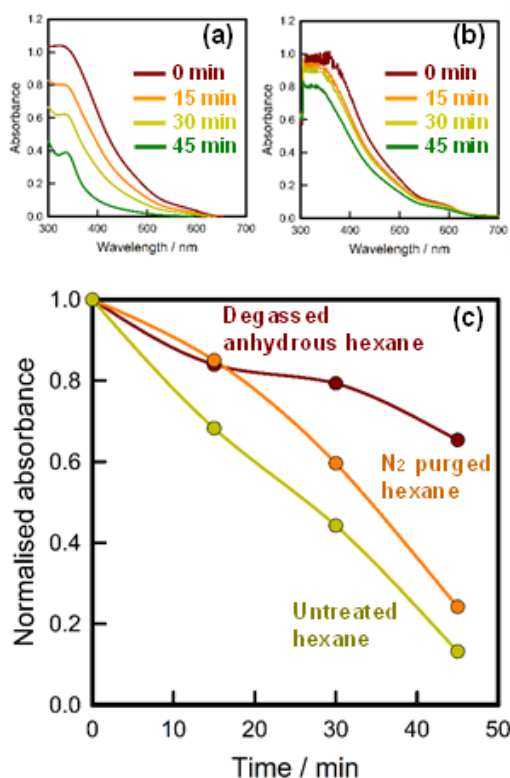 (a)
0 min
15 min
30 min
45 min
Absorbance
1.0
0.8
0.6
0.4
0.2
0.0
300 400 500 600 700
Wavelength / nm
(b)
0 min
15 min
30 min
45 min
Absorbance
1.2
1.0
0.8
0.6
0.4
0.2
0.0
300 400 500 600 700
Wavelength / nm
(c)
Degassed
anhydrous hexane
N2 purged
hexane
Untreated
hexane
Normalised absorbance
1.0
0.8
0.6
0.4
0.2
0.0
0 10 20 30 40 50
Time / min